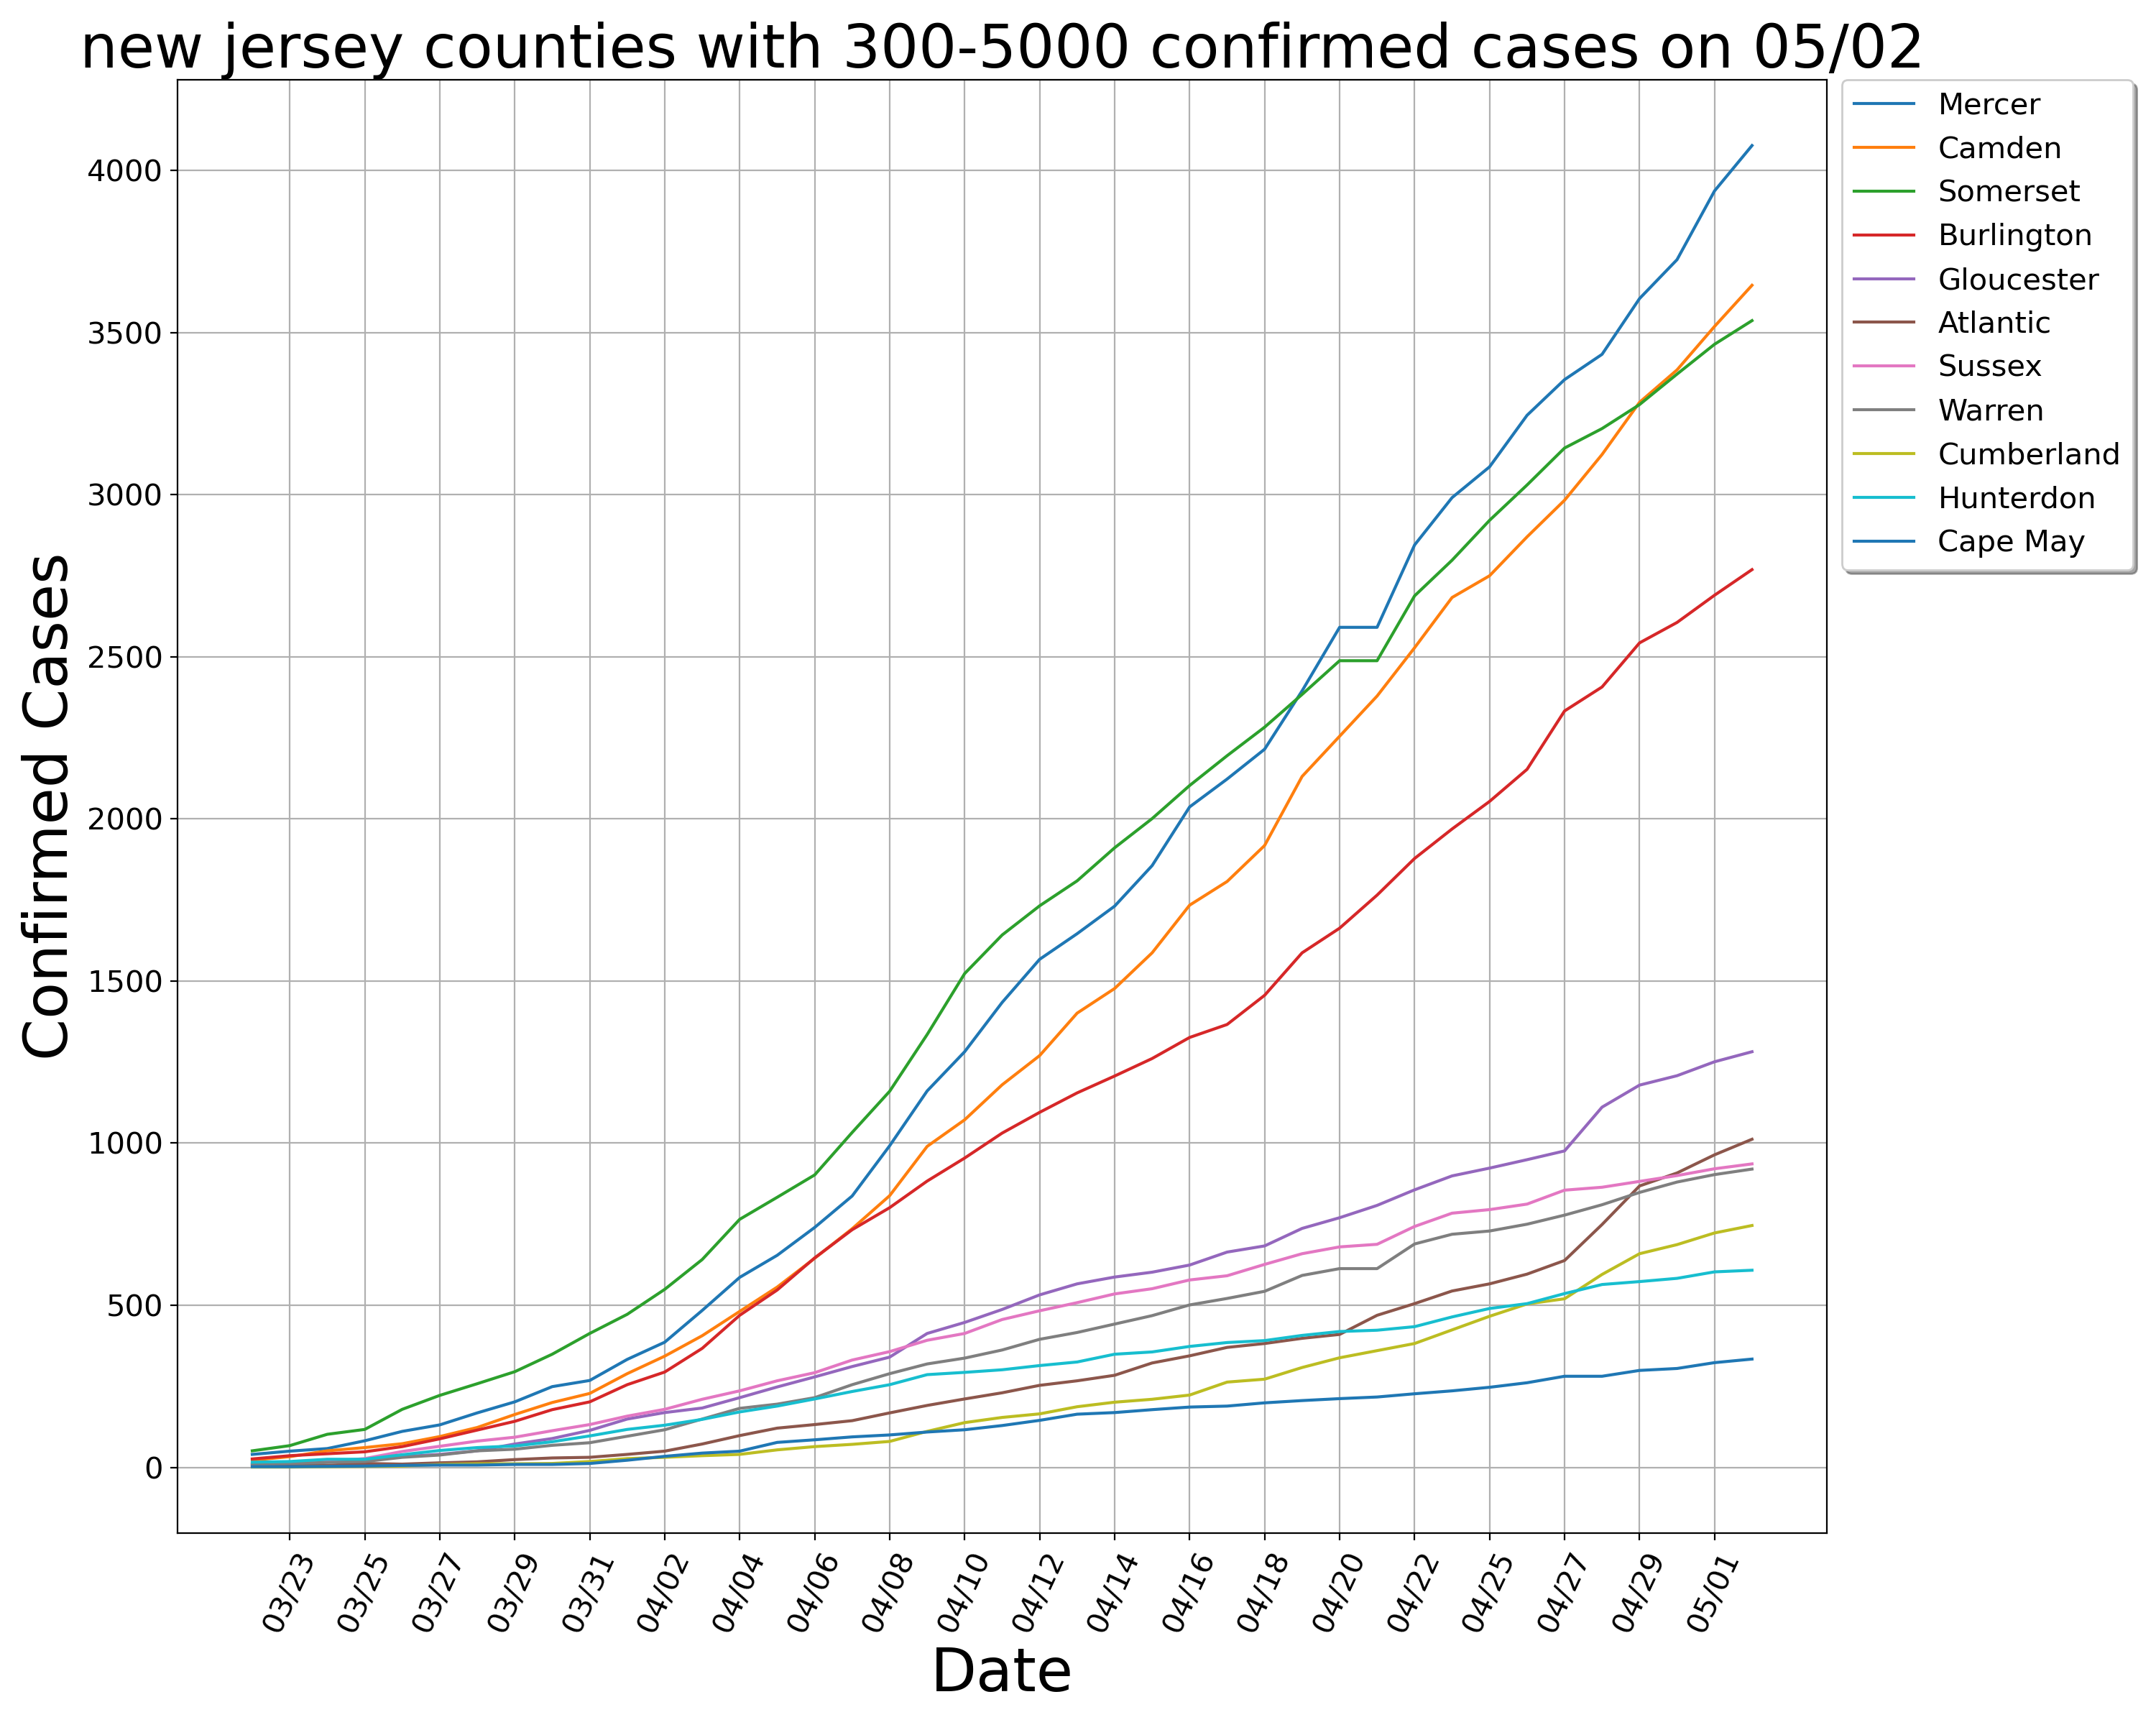 new jersey counties with 300-5000 confirmed cases on 05/02
Mercer
Camden
Somerset
Burlington
Gloucester
Atlantic
Sussex
Warren
Cumberland
Hunterdon
Cape May
Confirmed Cases
4000
3500
3000
2500
2000
1500
1000
500
0
03/23
03/25
03/27
03/29
03/31
04/02
04/04
04/06
04/08
04/10
04/12
04/14
04/16
04/18
04/20
04/22
04/25
04/27
04/29
05/01
Date